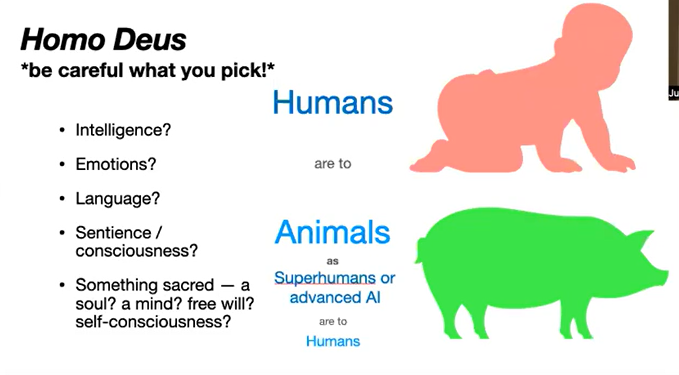 Homo Deus
*be careful what you pick!*
Humans
• Intelligence?
• Emotions?
are to
• Language?
• Sentience /
consciousness?
Animals
as
• Something sacred — a
soul? a mind? free will?
self-consciousness?
Superhumans or
advanced AI
are to
Humans
Ju